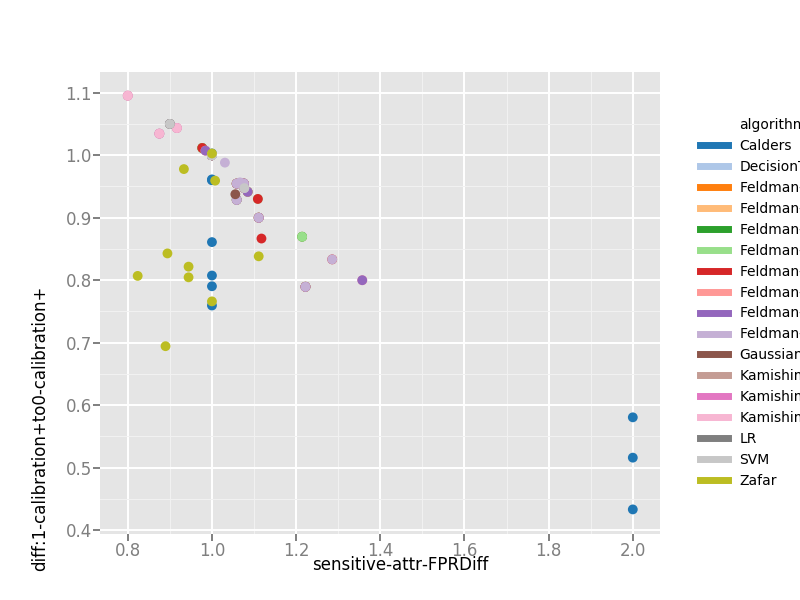 1.1
1.0
0.9
0.8
0.7
0.6
0.5
0.4
0.8
1.0
1.2
1.4
1.6
1.8
2.0
sensitive-attr-FPRDiff
diff:1-calibration+to0-calibration+
algorithm
Calders
Feldman
Feldman
Feldman
Feldman
Feldman
Feldman
Feldman
Feldman
Gaussian
Kamishin
Kamishin
Kamishin
LR
SVM
Zafar